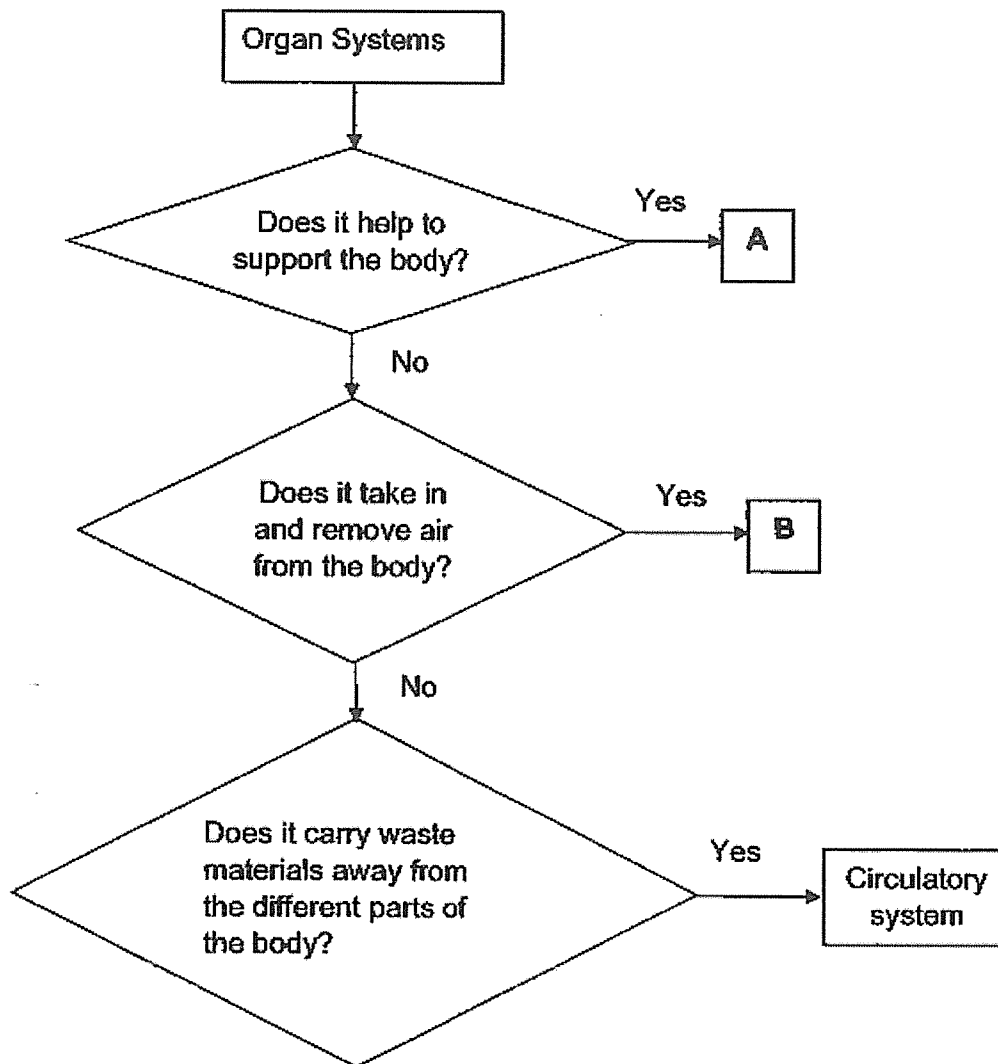 Organ Systems
Does it help to
support the body?
Yes
A
No
Does it take in
and remove air
from the body?
Yes
B
No
Does it carry waste
materials away from
the different parts of
the body?
Yes
Circulatory
system